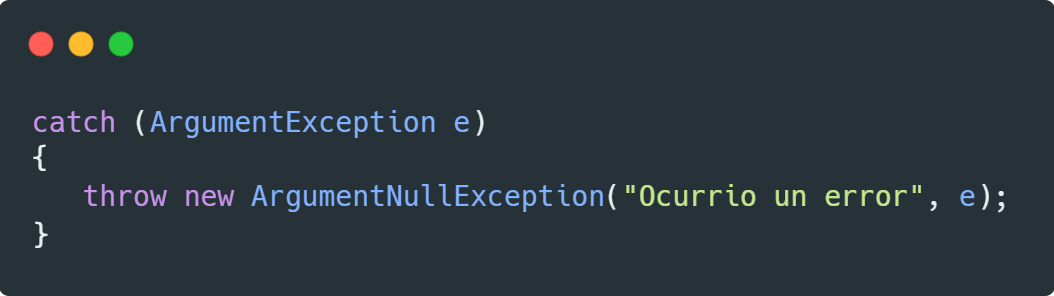 catch (ArgumentException e)
{
   throw new ArgumentNullException("Ocurrio un error", e);
}